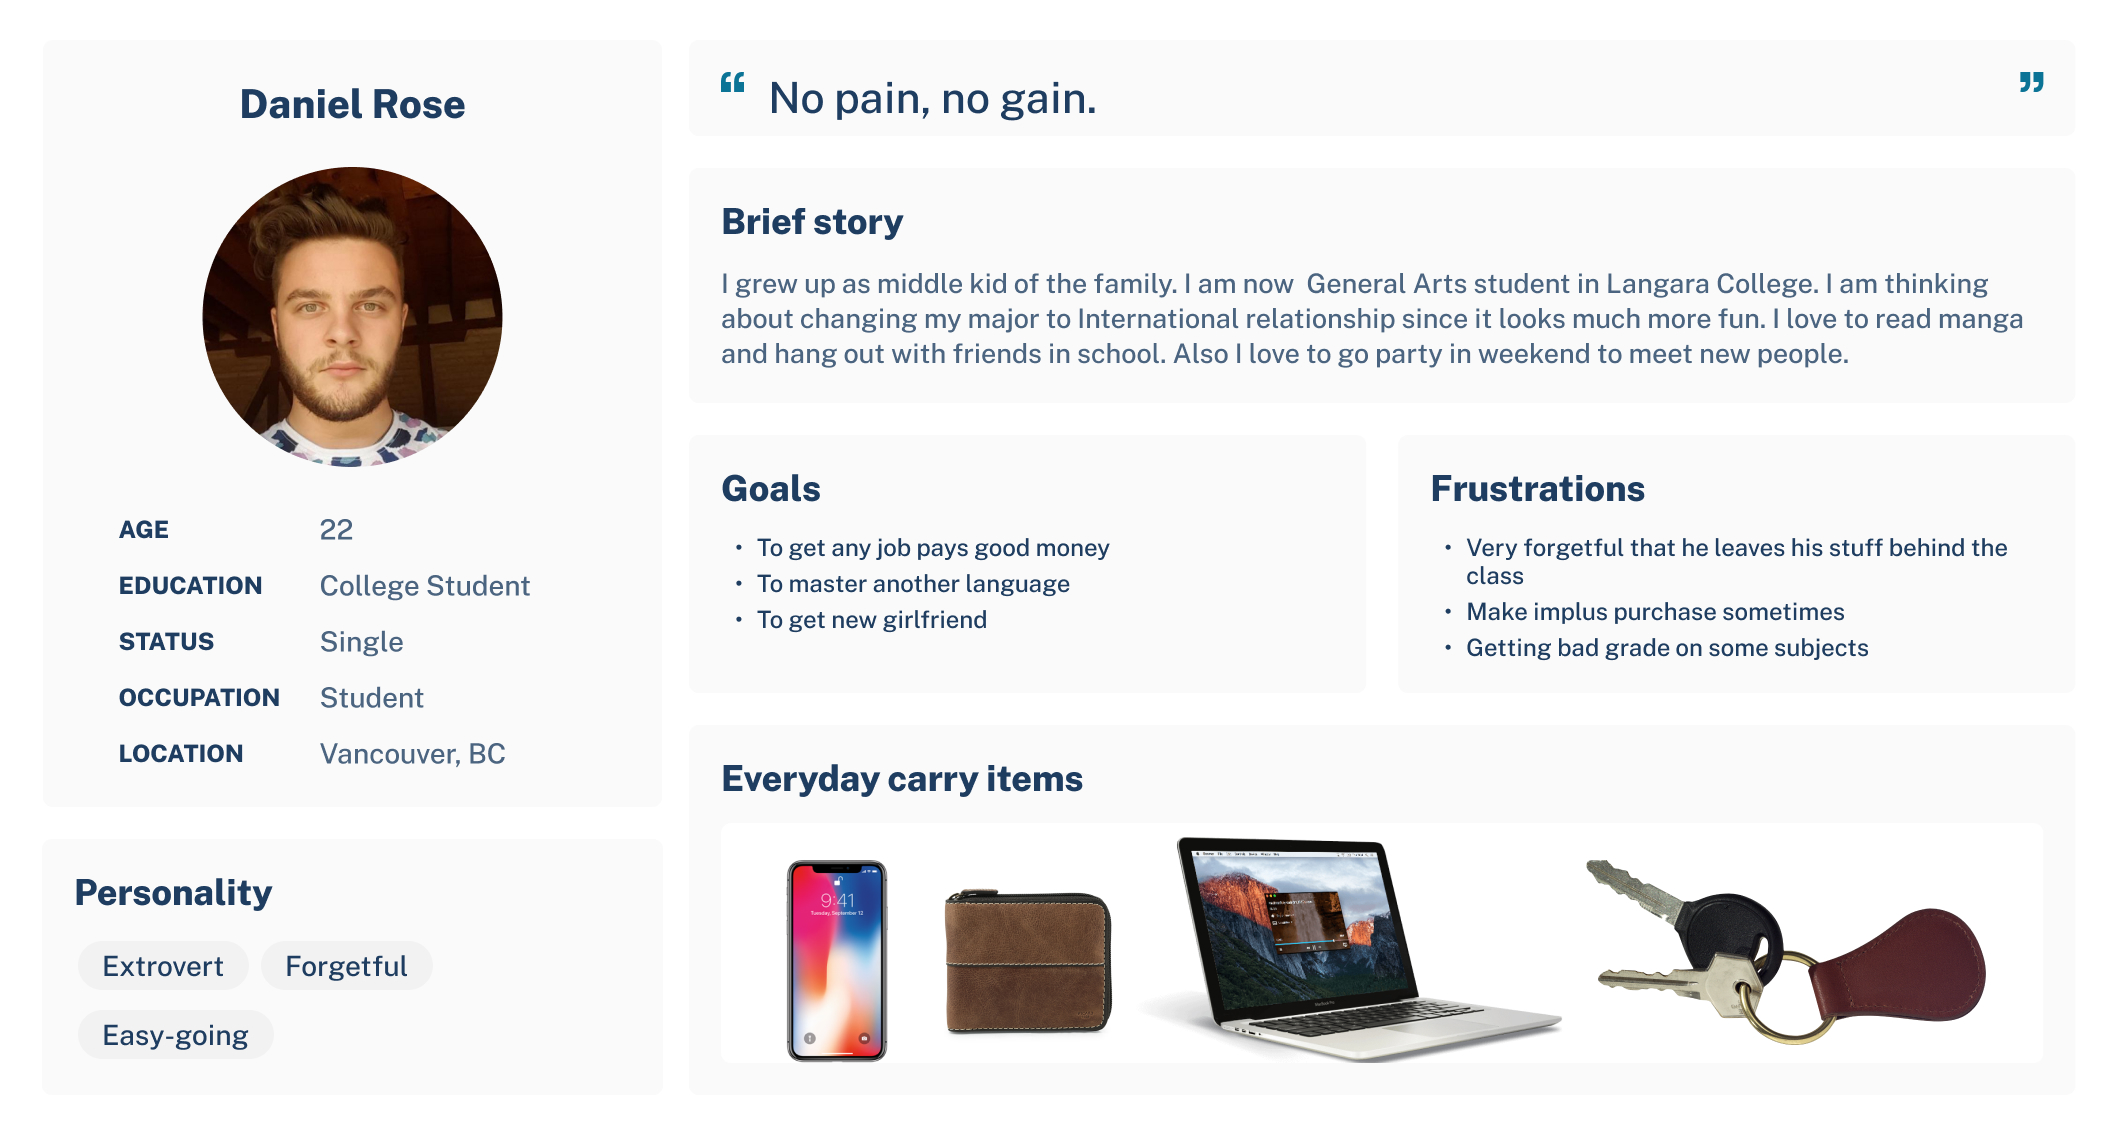 Daniel Rose
AGE 22
EDUCATION College Student
STATUS Single
OCCUPATION Student
LOCATION Vancouver, BC
Personality
Extrovert Forgetful
Easy-going
“ No pain, no gain. ”
Brief story
I grew up as middle kid of the family. I am now  General Arts student in Langara College. I am thinking
about changing my major to International relationship since it looks much more fun. I love to read manga
and hang out with friends in school. Also I love to go party in weekend to meet new people.
Goals
• To get any job pays good money
• To master another language
• To get new girlfriend
Frustrations
• Very forgetful that he leaves his stuff behind the
class
• Make implus purchase sometimes
• Getting bad grade on some subjects
Everyday carry items
9:41
Tuesday, September 12
MacBook Pro